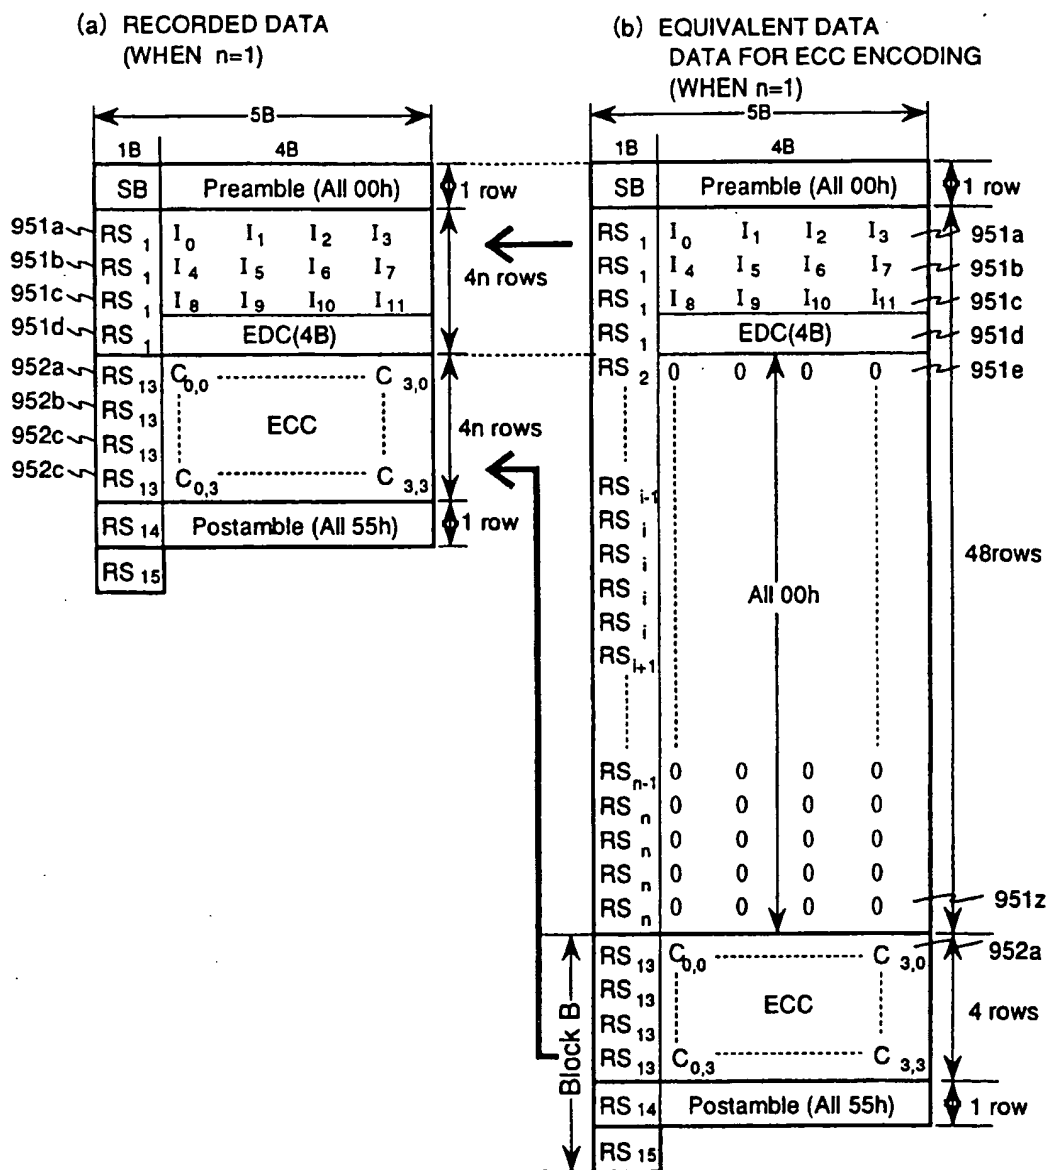 (a) RECORDED DATA
(WHEN n=1)
5B
1B 4B
SB Preamble (All 00h) 1 row
951a RS 1 I0 I1 I2 I3
951b RS 1 I4 I5 I6 I7
951c RS 1 I8 I9 I10 I11
951d RS 1 EDC(4B)
4n rows
952a RS 13 C0,0 C 3,0
952b RS 13
952c RS 13
952c RS 13 C0,3 C 3,3
ECC
4n rows
RS 14 Postamble (All 55h) 1 row
RS 15
(b) EQUIVALENT DATA
DATA FOR ECC ENCODING
(WHEN n=1)
5B
1B 4B
SB Preamble (All 00h) 1 row
RS 1 I0 I1 I2 I3 951a
RS 1 I4 I5 I6 I7 951b
RS 1 I8 I9 I10 I11 951c
RS 1 EDC(4B) 951d
RS 2 0 0 0 0 951e
RS i-1
RS i
RS i
RS i
RS i
RS i+1
All 00h
48rows
RS n-1 0 0 0 0
RS n 0 0 0 0
RS n 0 0 0 0
RS n 0 0 0 0
RS n 0 0 0 0 951z
RS 13 C0,0 C 3,0 952a
RS 13
RS 13
RS 13 C0,3 C 3,3
ECC
4 rows
Block B
RS 14 Postamble (All 55h) 1 row
RS 15